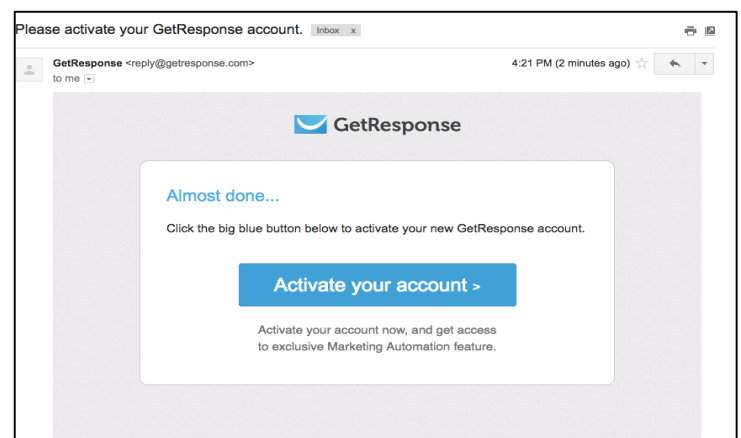 Please activate your GetResponse account. Inbox x
GetResponse <reply@getresponse.com> 4:21 PM (2 minutes ago)
to me
GetResponse
Almost done...
Click the big blue button below to activate your new GetResponse account.
Activate your account >
Activate your account now, and get access
to exclusive Marketing Automation feature.